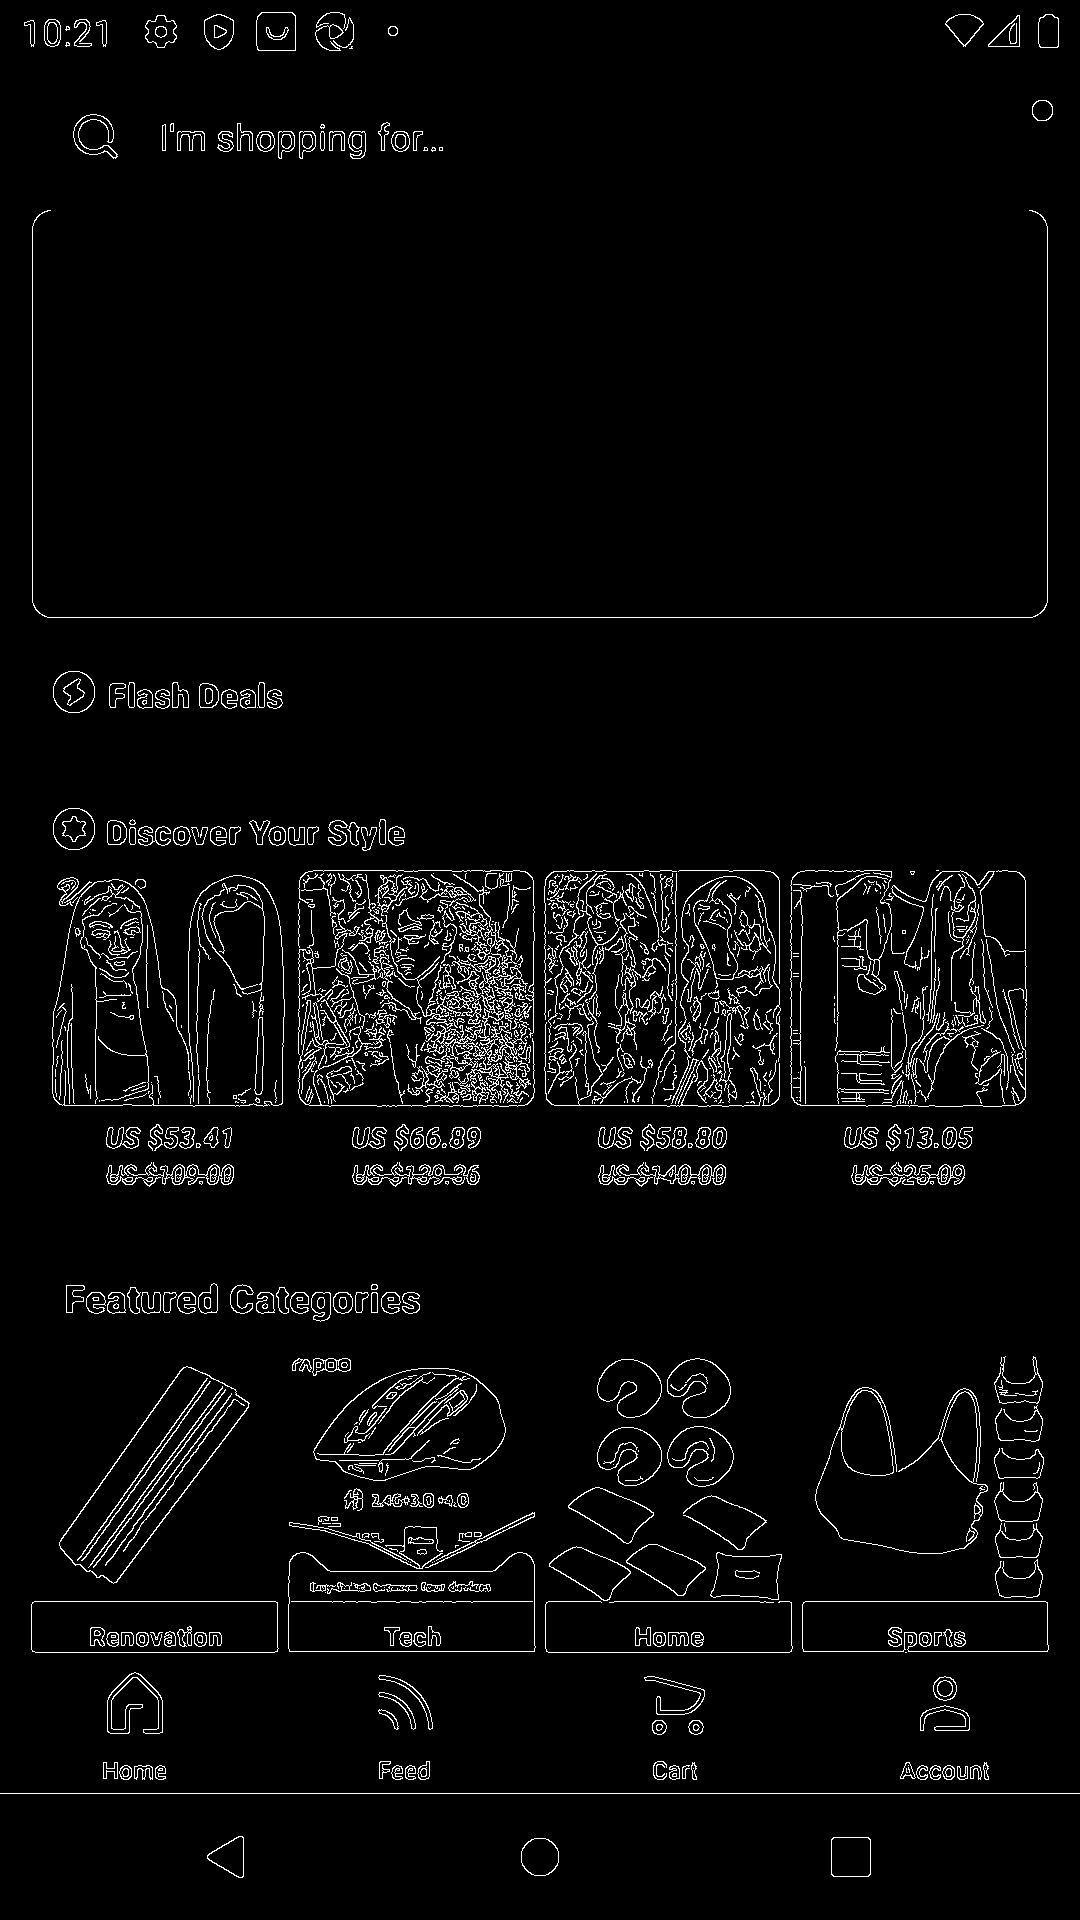 10:21
I'm shopping for...
Flash Deals
Discover Your Style
US $53.41 US $66.89 US $58.80 US $13.05
US $109.00 US $139.36 US $140.00 US $25.09
Featured Categories
rapoo
2.4G+3.0+4.0
Renovation Tech Home Sports
Home Feed Cart Account